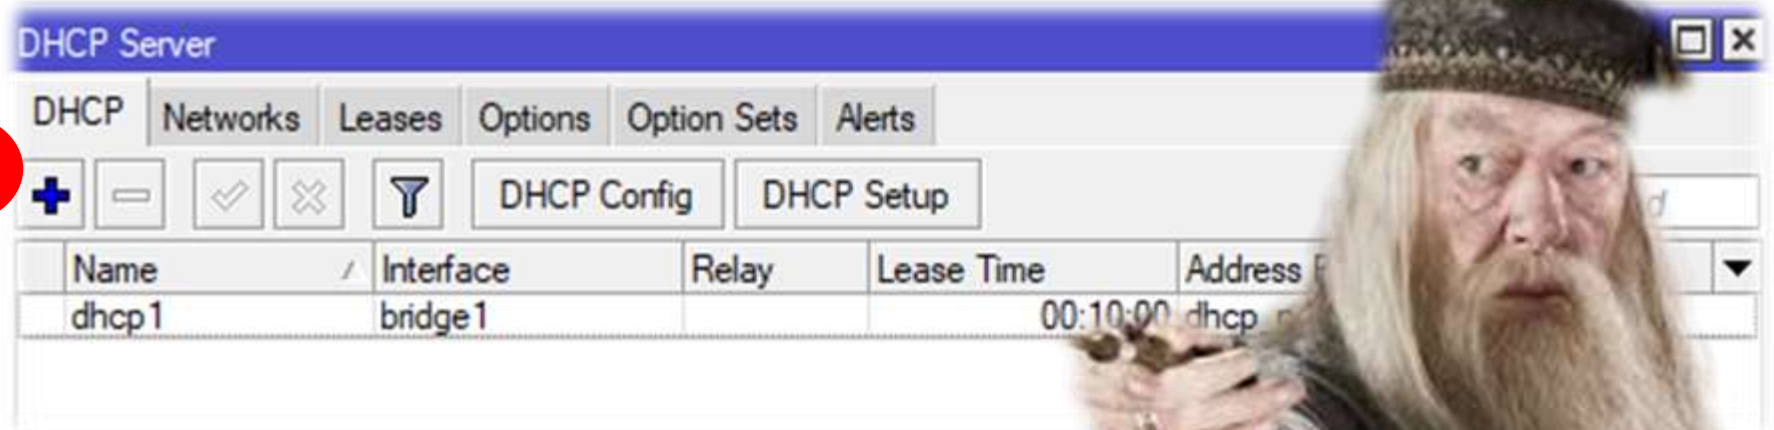 DHCP Server
DHCP Networks Leases Options Option Sets Alerts
DHCP Config DHCP Setup
Name Interface Relay Lease Time Address
dhcp1 bridge1 00:10:00 dhcp